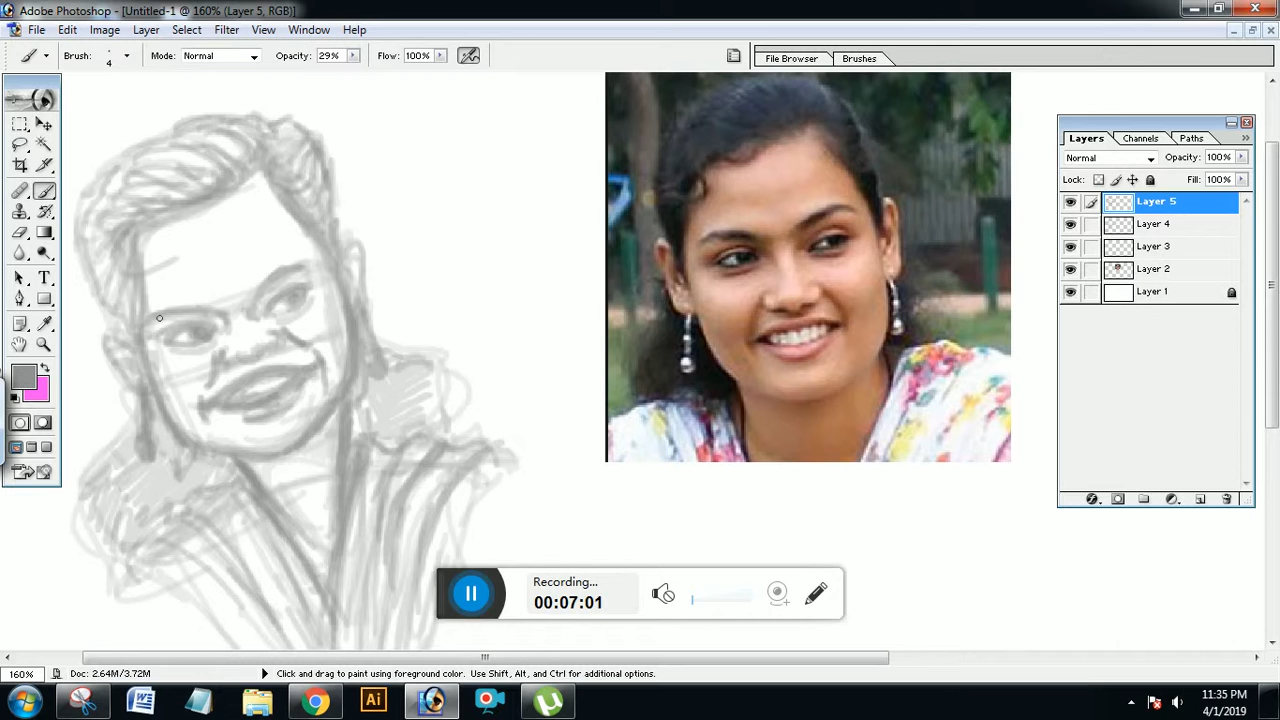 Adobe Photoshop - [Untitled-1 @ 160% (Layer 5, RGB)]
File Edit Image Layer Select Filter View Window Help
Brush: 4 Mode: Normal Opacity: 29% Flow: 100% File Browser Brushes
Layers Channels Paths
Normal Opacity: 100%
Lock: Fill: 100%
Layer 5
Layer 4
Layer 3
Layer 2
Layer 1
T
Recording...
00:07:01
160% Doc: 2.64M/3.72M Click and drag to paint using foreground color. Use Shift, Alt, and Ctrl for additional options.
W Ai µ
11:35 PM
4/1/2019